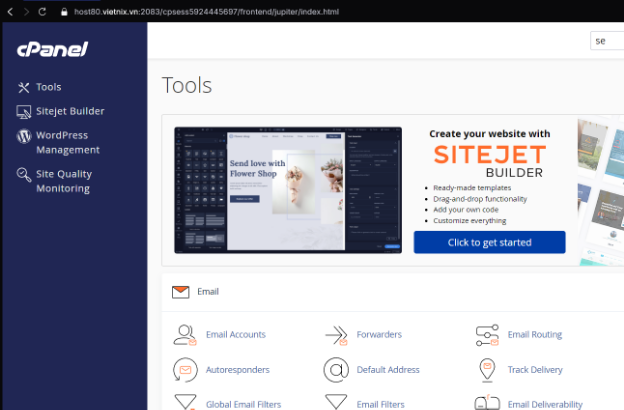 host80.vietnix.vn:2083/cpsess5924445697/frontend/jupiter/index.html
cPanel
se
Tools
Sitejet Builder
WordPress
Management
Site Quality
Monitoring
Tools
Send love with
Flower Shop
Create your website with
SITEJET
BUILDER
Ready-made templates
Drag-and-drop functionality
Add your own code
Customize everything
Click to get started
Email
Email Accounts
Forwarders
Email Routing
Autoresponders
Default Address
Track Delivery
Global Email Filters
Email Filters
Email Deliverability